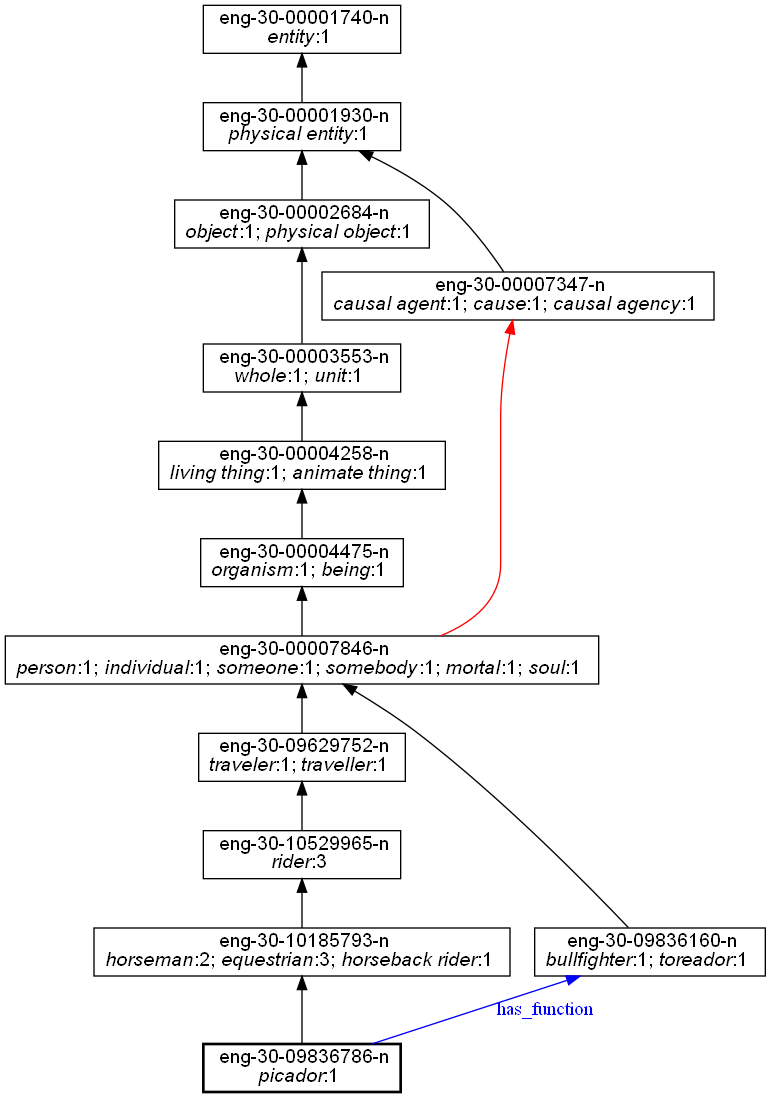 eng-30-00001740-n
entity:1
eng-30-00001930-n
physical entity:1
eng-30-00002684-n
object:1; physical object:1
eng-30-00007347-n
causal agent:1; cause:1; causal agency:1
eng-30-00003553-n
whole:1; unit:1
eng-30-00004258-n
living thing:1; animate thing:1
eng-30-00004475-n
organism:1; being:1
eng-30-00007846-n
person:1; individual:1; someone:1; somebody:1; mortal:1; soul:1
eng-30-09629752-n
traveler:1; traveller:1
eng-30-10529965-n
rider:3
eng-30-10185793-n
horseman:2; equestrian:3; horseback rider:1
eng-30-09836160-n
bullfighter:1; toreador:1
has_function
eng-30-09836786-n
picador:1